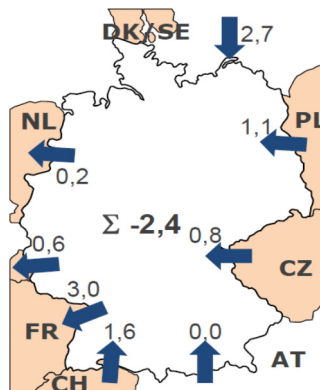 DK/SE
2,7
NL
1,1
PL
0,2
Σ -2,4
0,8
0,6
CZ
3,0
FR
1,6
0,0
AT
CH